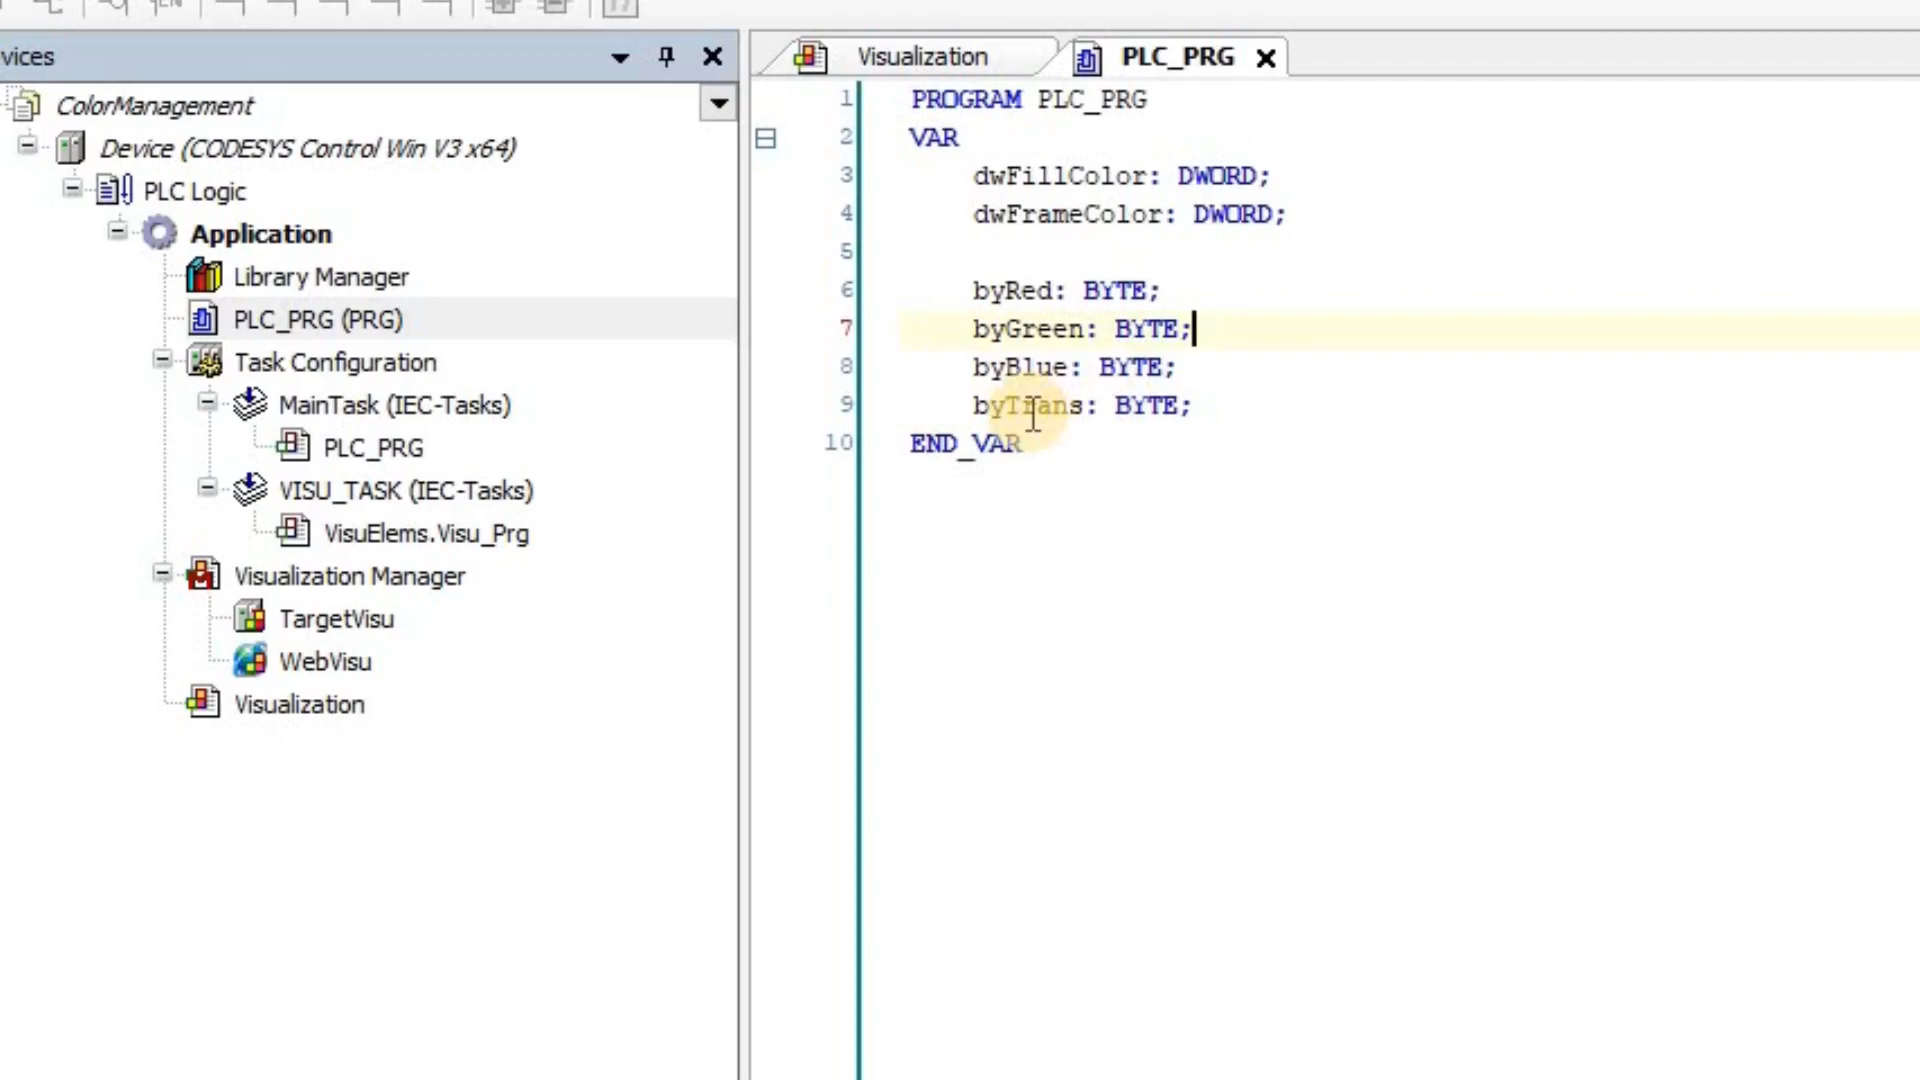 vices
ColorManagement
Device (CODESYS Control Win V3 x64)
PLC Logic
Application
Library Manager
PLC_PRG (PRG)
Task Configuration
MainTask (IEC-Tasks)
PLC_PRG
VISU_TASK (IEC-Tasks)
VisuElems.Visu_Prg
Visualization Manager
TargetVisu
WebVisu
Visualization
Visualization
PLC_PRG
1 PROGRAM PLC_PRG
2 VAR
3 dwFillColor: DWORD;
4 dwFrameColor: DWORD;
5
6 byRed: BYTE;
7 byGreen: BYTE;
8 byBlue: BYTE;
9 byTrans: BYTE;
10 END_VAR